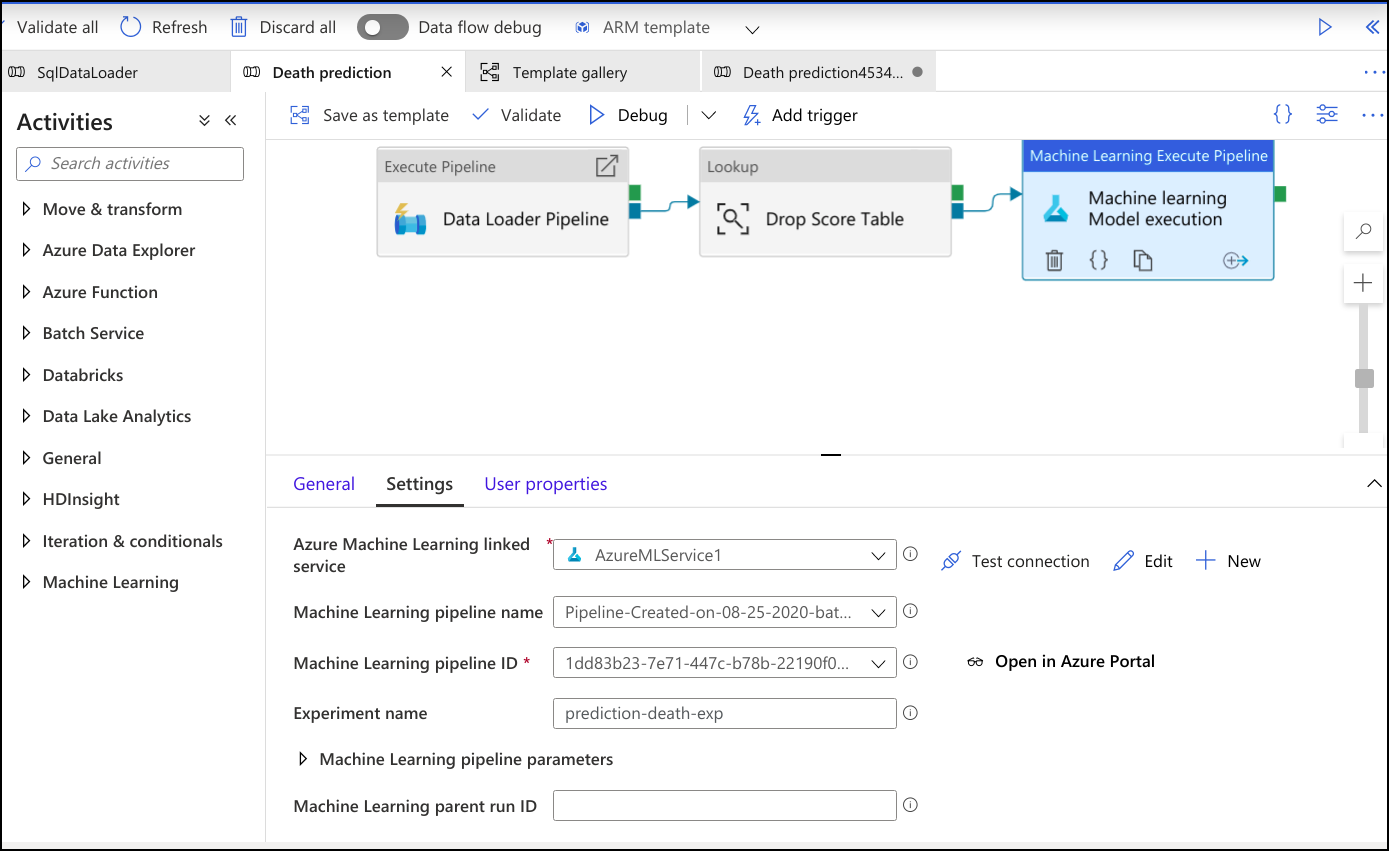 Validate all
Refresh
Discard all
Data flow debug
ARM template
SqlDataLoader
Death prediction
Template gallery
Death prediction4534...
Activities
Search activities
Move & transform
Azure Data Explorer
Azure Function
Batch Service
Databricks
Data Lake Analytics
General
HDInsight
Iteration & conditionals
Machine Learning
Save as template
Validate
Debug
Add trigger
{}
Execute Pipeline
Data Loader Pipeline
Lookup
Drop Score Table
Machine Learning Execute Pipeline
Machine learning
Model execution
{}
General
Settings
User properties
Azure Machine Learning linked
service *
AzureMLService1
Test connection
Edit
New
Machine Learning pipeline name
Pipeline-Created-on-08-25-2020-bat...
Machine Learning pipeline ID *
1dd83b23-7e71-447c-b78b-22190f0...
Open in Azure Portal
Experiment name
prediction-death-exp
Machine Learning pipeline parameters
Machine Learning parent run ID